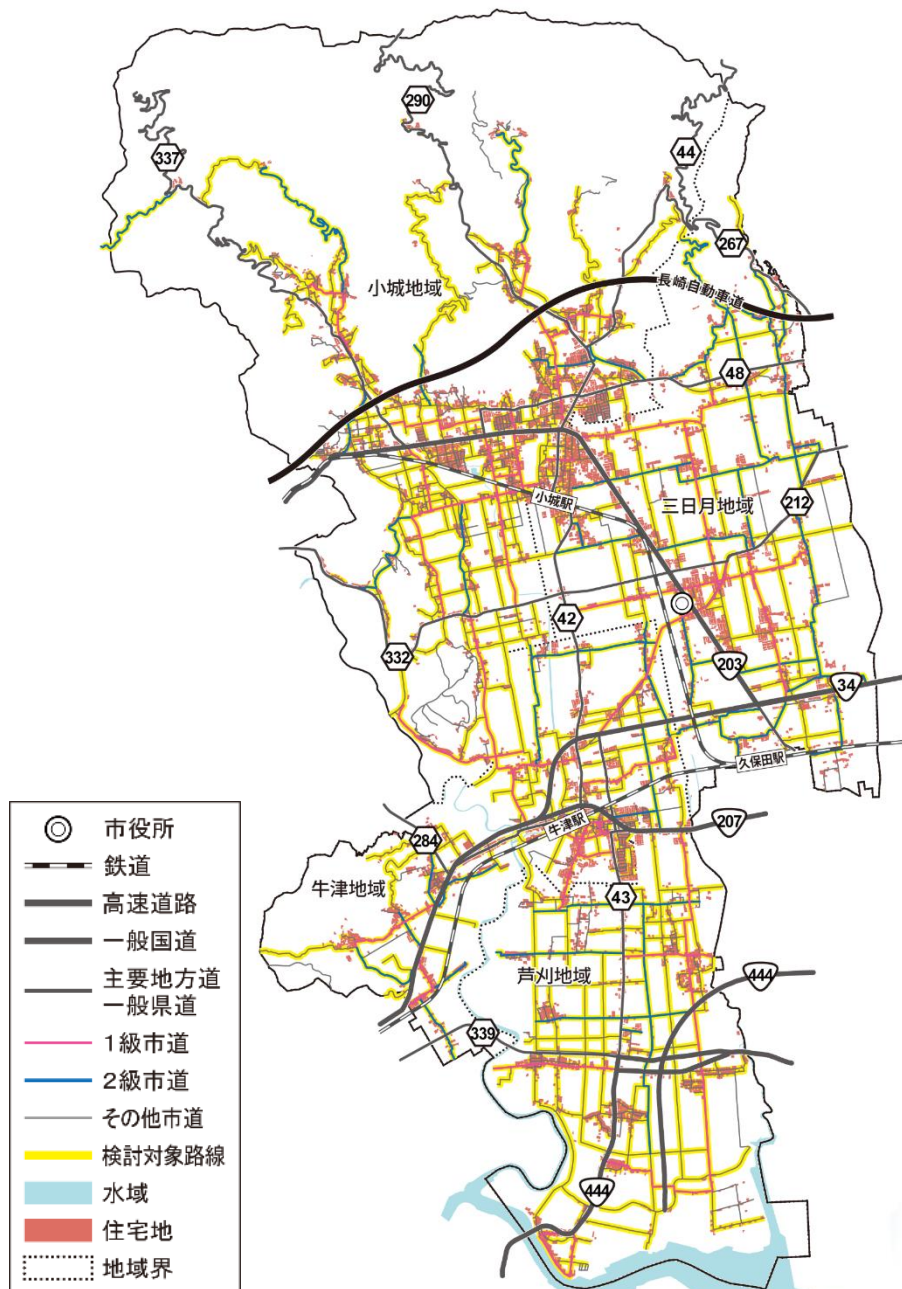 290
337
44
267
小城地域
長崎自動車道
48
小城駅
三日月地域
212
42
332
203
34
久保田駅
207
牛津駅
284
牛津地域
43
芦刈地域
444
339
444
市役所
鉄道
高速道路
一般国道
主要地方道
一般県道
1級市道
2級市道
その他市道
検討対象路線
水域
住宅地
地域界